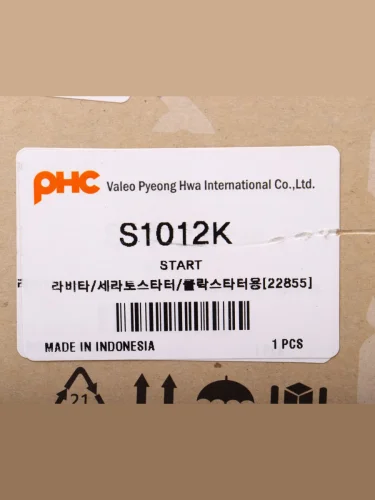 PHC Valeo Pyeong Hwa International Co.,Ltd.
S1012K
START
라비타/세라토스타터/클락스타터용[22855]
MADE IN INDONESIA
1 PCS
21